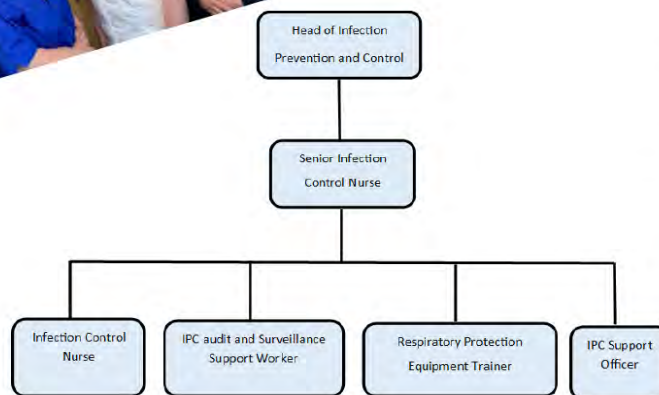 Head of Infection
Prevention and Control
Senior Infection
Control Nurse
Infection Control
Nurse
IPC audit and Surveillance
Support Worker
Respiratory Protection
Equipment Trainer
IPC Support
Officer